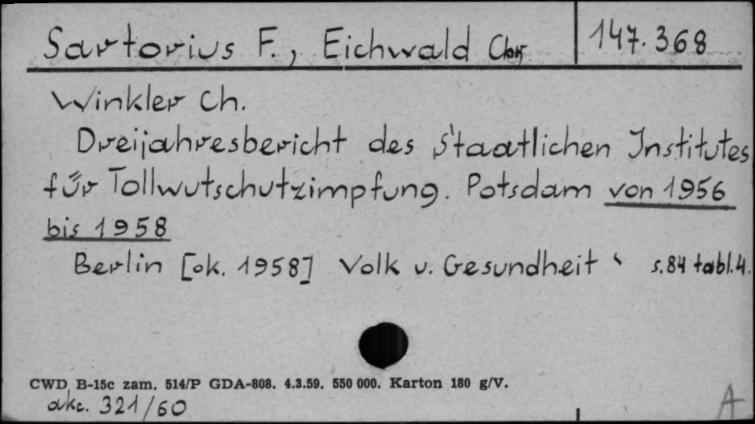 Sartorius F., Eichwald 147.368
Winkler Ch.
Dreijahresbericht des Staatlichen Institutes
für Tollwutschutzimpfung. Potsdam von 1956
bis 1958
Berlin [ok. 1958] Volk u. Gesundheit s. 84 tabl. 4.
CWD B-15c zam. 514/P GDA-808. 4.3.59. 550 000. Karton 180 g/V.
akc. 321/60
A